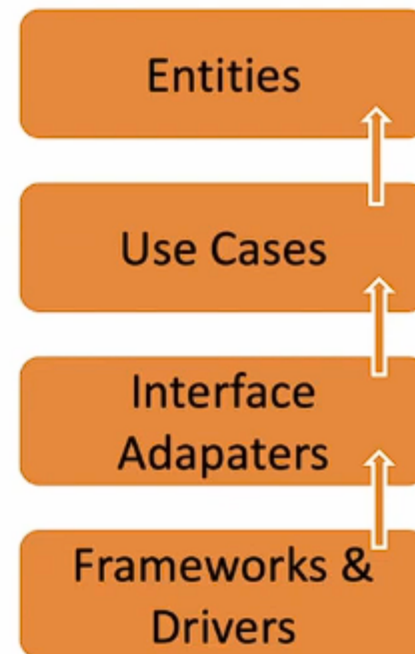 Entities
Use Cases
Interface
Adapaters
Frameworks &
Drivers